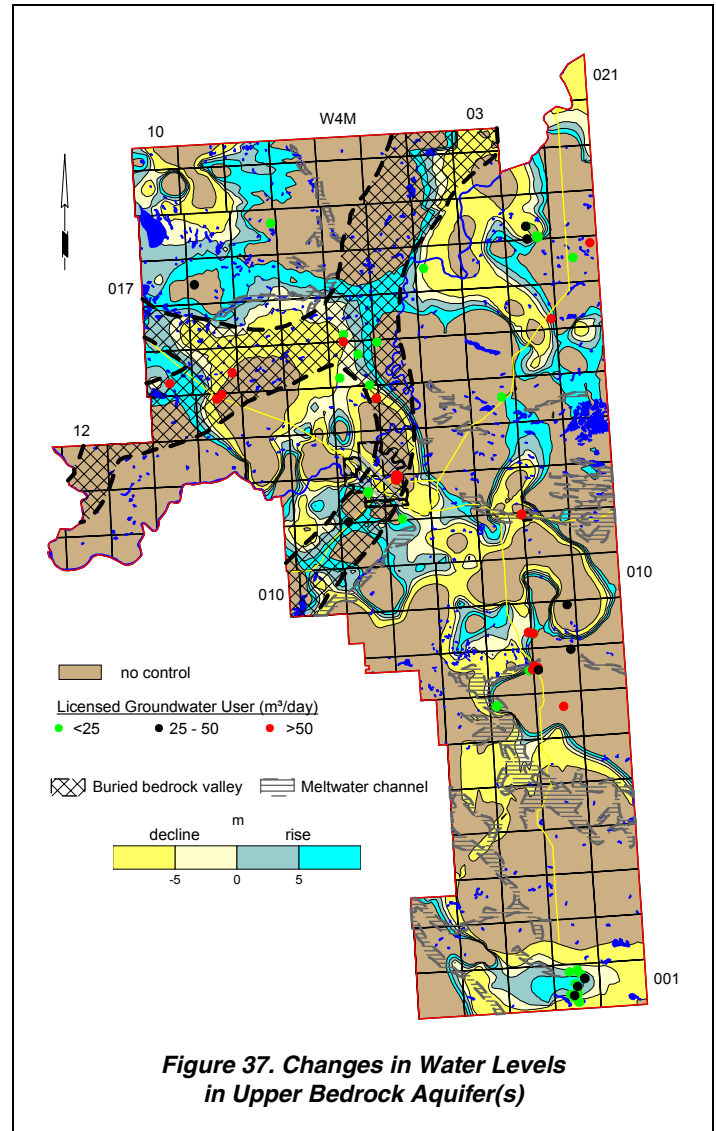 021
03
W4M
10
017
12
010
010
no control
Licensed Groundwater User (m³/day)
<25 25 - 50 >50
Buried bedrock valley Meltwater channel
m
decline rise
-5 0 5
001
Figure 37. Changes in Water Levels
in Upper Bedrock Aquifer(s)